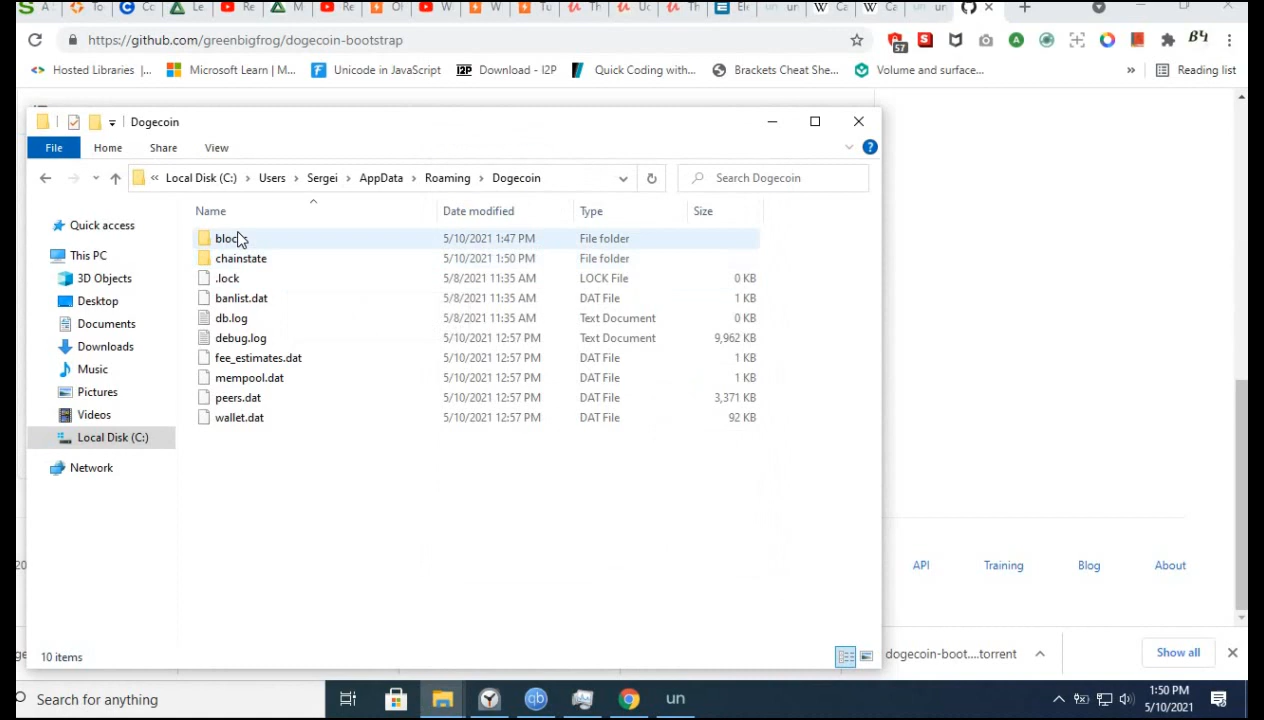 https://github.com/greenbigfrog/dogecoin-bootstrap
57
Hosted Libraries |...
Microsoft Learn | M...
Unicode in JavaScript
I2P
Download - I2P
Quick Coding with...
Brackets Cheat She...
Volume and surface...
»
Reading list
Dogecoin
File
Home
Share
View
« Local Disk (C:) > Users > Sergei > AppData > Roaming > Dogecoin
Search Dogecoin
Name Date modified Type Size
Quick access
This PC
3D Objects
Desktop
Documents
Downloads
Music
Pictures
Videos
Local Disk (C:)
Network
5/10/2021 1:47 PM File folder
chainstate 5/10/2021 1:50 PM File folder
.lock 5/8/2021 11:35 AM LOCK File 0 KB
banlist.dat 5/8/2021 11:35 AM DAT File 1 KB
db.log 5/8/2021 11:35 AM Text Document 0 KB
debug.log 5/10/2021 12:57 PM Text Document 9,962 KB
fee_estimates.dat 5/10/2021 12:57 PM DAT File 1 KB
mempool.dat 5/10/2021 12:57 PM DAT File 1 KB
peers.dat 5/10/2021 12:57 PM DAT File 3,371 KB
wallet.dat 5/10/2021 12:57 PM DAT File 92 KB
10 items
API
Training
Blog
About
dogecoin-boot....torrent
Show all
Search for anything
qb
un
1:50 PM
5/10/2021